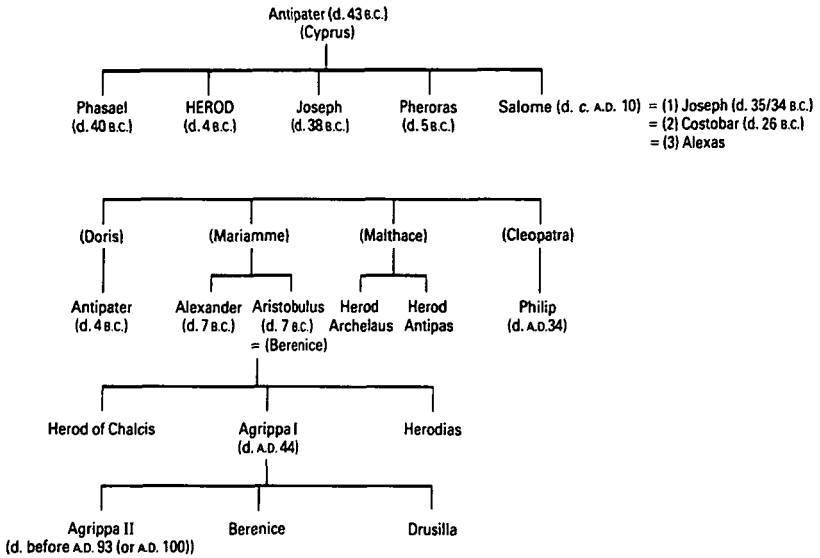 Antipater (d. 43 B.C.)
(Cyprus)
Phasael HEROD Joseph Pheroras Salome (d. c. A.D. 10) = (1) Joseph (d. 35/34 B.C.)
(d. 40 B.C.) (d. 4 B.C.) (d. 38 B.C.) (d. 5 B.C.) = (2) Costobar (d. 26 B.C.)
= (3) Alexas
(Doris) (Mariamme) (Malthace) (Cleopatra)
Antipater Alexander Aristobulus Herod Herod Philip
(d. 4 B.C.) (d. 7 B.C.) (d. 7 B.C.) Archelaus Antipas (d. A.D. 34)
= (Berenice)
Herod of Chalcis Agrippa I Herodias
(d. A.D. 44)
Agrippa II Berenice Drusilla
(d. before A.D. 93 (or A.D. 100))